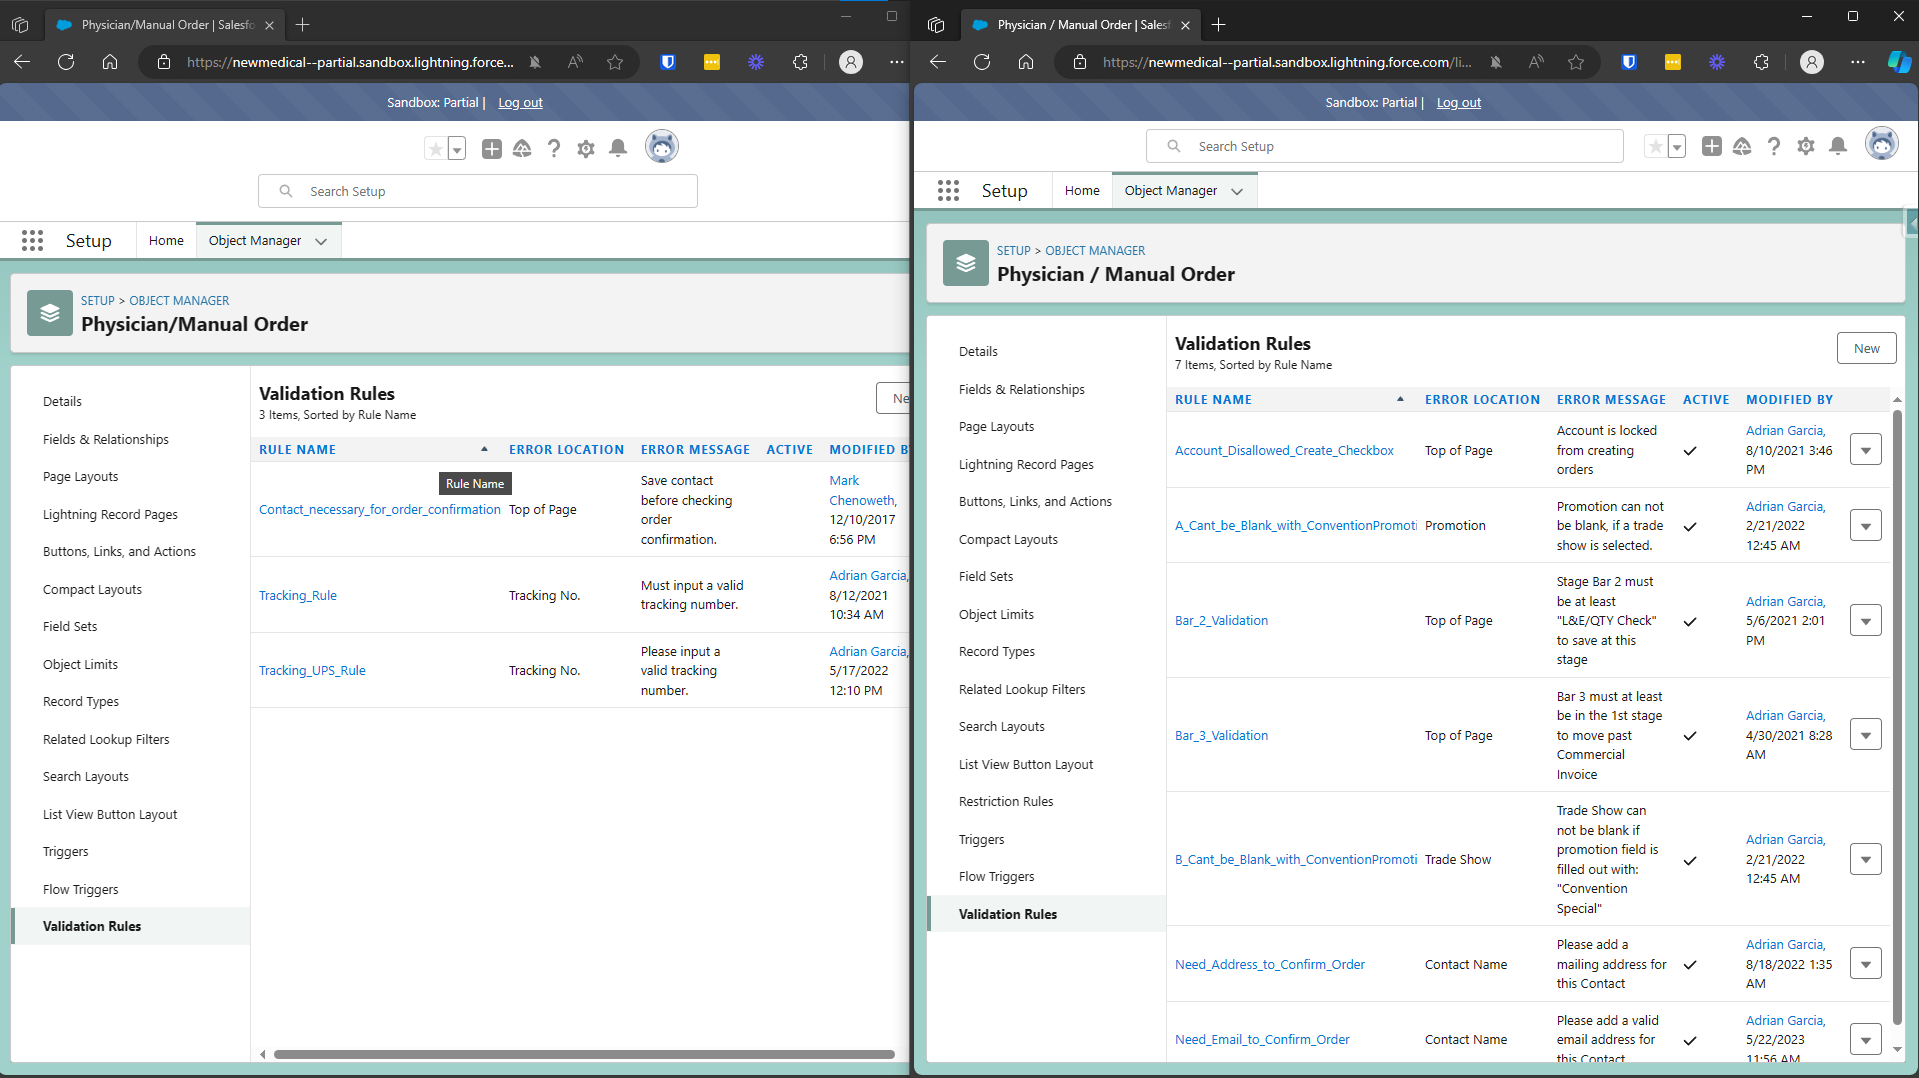 Physician/Manual Order | Salesfo
https://newmedical--partial.sandbox.lightning.force...
Sandbox: Partial | Log out
Search Setup
Setup
Home
Object Manager
SETUP > OBJECT MANAGER
Physician/Manual Order
Details
Fields & Relationships
Page Layouts
Lightning Record Pages
Buttons, Links, and Actions
Compact Layouts
Field Sets
Object Limits
Record Types
Related Lookup Filters
Search Layouts
List View Button Layout
Triggers
Flow Triggers
Validation Rules
Validation Rules
3 Items, Sorted by Rule Name
Ne
RULE NAME
ERROR LOCATION
ERROR MESSAGE
ACTIVE
MODIFIED B
Rule Name
Contact_necessary_for_order_confirmation
Top of Page
Save contact
before checking
order
confirmation.
Mark
Chenoweth,
12/10/2017
6:56 PM
Tracking_Rule
Tracking No.
Must input a valid
tracking number.
Adrian Garcia,
8/12/2021
10:34 AM
Tracking_UPS_Rule
Tracking No.
Please input a
valid tracking
number.
Adrian Garcia,
5/17/2022
12:10 PM
Physician / Manual Order | Salesf
https://newmedical--partial.sandbox.lightning.force.com/li...
Sandbox: Partial | Log out
Search Setup
Setup
Home
Object Manager
SETUP > OBJECT MANAGER
Physician / Manual Order
Details
Fields & Relationships
Page Layouts
Lightning Record Pages
Buttons, Links, and Actions
Compact Layouts
Field Sets
Object Limits
Record Types
Related Lookup Filters
Search Layouts
List View Button Layout
Restriction Rules
Triggers
Flow Triggers
Validation Rules
Validation Rules
7 Items, Sorted by Rule Name
New
RULE NAME
ERROR LOCATION
ERROR MESSAGE
ACTIVE
MODIFIED BY
Account_Disallowed_Create_Checkbox
Top of Page
Account is locked
from creating
orders
Adrian Garcia,
8/10/2021 3:46
PM
A_Cant_be_Blank_with_ConventionPromoti
Promotion
Promotion can not
be blank, if a trade
show is selected.
Adrian Garcia,
2/21/2022
12:45 AM
Bar_2_Validation
Top of Page
Stage Bar 2 must
be at least
"L&E/QTY Check"
to save at this
stage
Adrian Garcia,
5/6/2021 2:01
PM
Bar_3_Validation
Top of Page
Bar 3 must at least
be in the 1st stage
to move past
Commercial
Invoice
Adrian Garcia,
4/30/2021 8:28
AM
B_Cant_be_Blank_with_ConventionPromoti
Trade Show
Trade Show can
not be blank if
promotion field is
filled out with:
"Convention
Special"
Adrian Garcia,
2/21/2022
12:45 AM
Need_Address_to_Confirm_Order
Contact Name
Please add a
mailing address for
this Contact
Adrian Garcia,
8/18/2022 1:35
AM
Need_Email_to_Confirm_Order
Contact Name
Please add a valid
email address for
this Contact
Adrian Garcia,
5/22/2023
11:56 AM